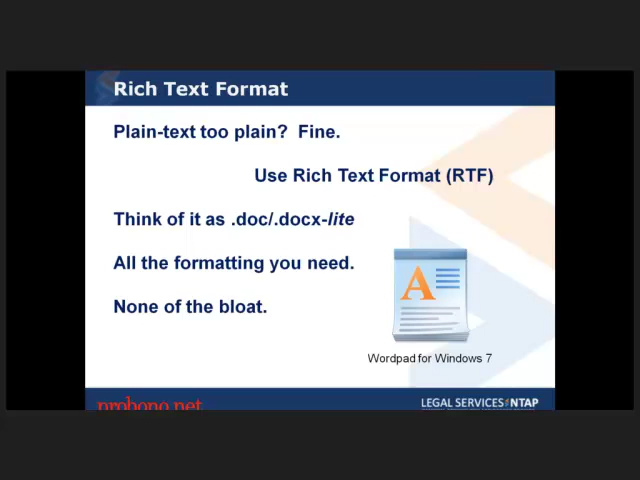 Rich Text Format
Plain-text too plain?  Fine.
Use Rich Text Format (RTF)
Think of it as .doc/.docx-lite
All the formatting you need.
None of the bloat.
Wordpad for Windows 7
probono.net
LEGAL SERVICES NTAP